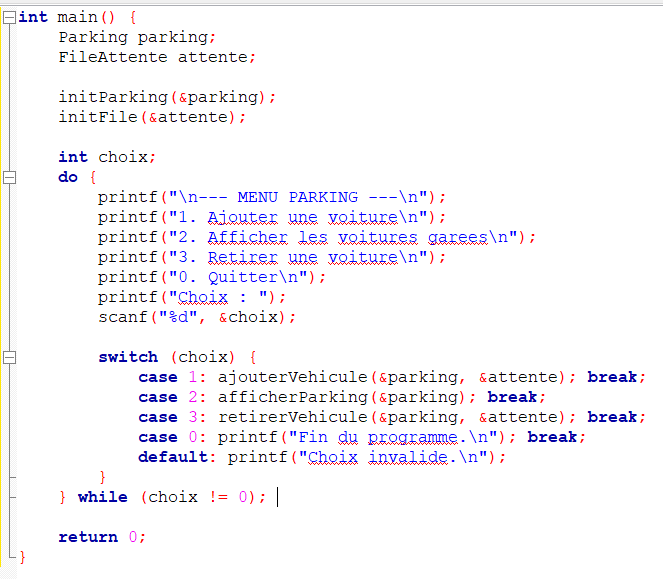 int main() {
    Parking parking;
    FileAttente attente;

    initParking(&parking);
    initFile(&attente);

    int choix;
    do {
        printf("\n--- MENU PARKING ---\n");
        printf("1. Ajouter une voiture\n");
        printf("2. Afficher les voitures garees\n");
        printf("3. Retirer une voiture\n");
        printf("0. Quitter\n");
        printf("Choix : ");
        scanf("%d", &choix);

        switch (choix) {
            case 1: ajouterVehicule(&parking, &attente); break;
            case 2: afficherParking(&parking); break;
            case 3: retirerVehicule(&parking, &attente); break;
            case 0: printf("Fin du programme.\n"); break;
            default: printf("Choix invalide.\n");
        }
    } while (choix != 0);

    return 0;
}